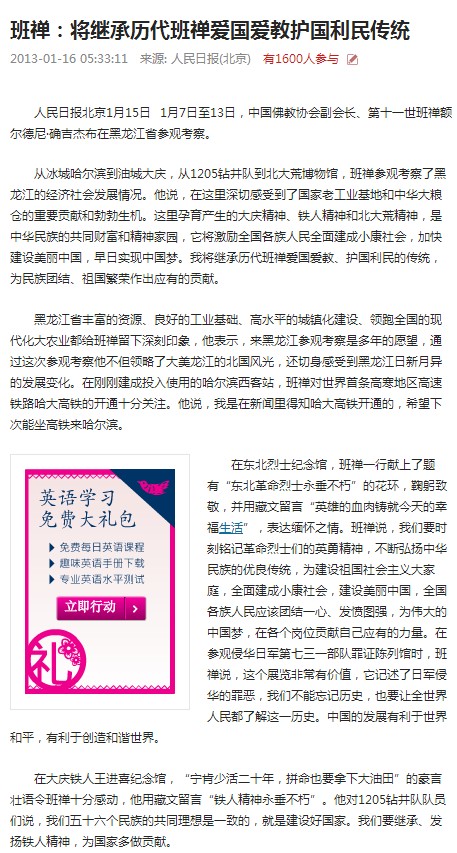 班禅：将继承历代班禅爱国爱教护国利民传统
2013-01-16 05:33:11 来源: 人民日报(北京) 有1600人参与
人民日报北京1月15日 1月7日至13日，中国佛教协会副会长、第十一世班禅额
尔德尼·确吉杰布在黑龙江省参观考察。
从冰城哈尔滨到油城大庆，从1205钻井队到北大荒博物馆，班禅参观考察了黑
龙江的经济社会发展情况。他说，在这里深切感受到了国家老工业基地和中华大粮
仓的重要贡献和勃勃生机。这里孕育产生的大庆精神、铁人精神和北大荒精神，是
中华民族的共同财富和精神家园，它将激励全国各族人民全面建成小康社会，加快
建设美丽中国，早日实现中国梦。我将继承历代班禅爱国爱教、护国利民的传统，
为民族团结、祖国繁荣作出应有的贡献。
黑龙江省丰富的资源、良好的工业基础、高水平的城镇化建设、领跑全国的现
代化大农业都给班禅留下深刻印象，他表示，来黑龙江参观考察是多年的愿望，通
过这次参观考察他不但领略了大美龙江的北国风光，还切身感受到黑龙江日新月异
的发展变化。在刚刚建成投入使用的哈尔滨西客站，班禅对世界首条高寒地区高速
铁路哈大高铁的开通十分关注。他说，我是在新闻里得知哈大高铁开通的，希望下
次能坐高铁来哈尔滨。
英语学习
免费大礼包
免费每日英语课程
趣味英语手册下载
专业英语水平测试
立即行动
礼
在东北烈士纪念馆，班禅一行献上了题
有“东北革命烈士永垂不朽”的花环，鞠躬致
敬，并用藏文留言“英雄的血肉铸就今天的幸
福生活”，表达缅怀之情。班禅说，我们要时
刻铭记革命烈士们的英勇精神，不断弘扬中华
民族的优良传统，为建设祖国社会主义大家
庭，全面建成小康社会，建设美丽中国，全国
各族人民应该团结一心、发愤图强，为伟大的
中国梦，在各个岗位贡献自己应有的力量。在
参观侵华日军第七三一部队罪证陈列馆时，班
禅说，这个展览非常有价值，它记述了日军侵
华的罪恶，我们不能忘记历史，也要让全世界
人民都了解这一历史。中国的发展有利于世界
和平，有利于创造和谐世界。
在大庆铁人王进喜纪念馆，“宁肯少活二十年，拼命也要拿下大油田”的豪言
壮语令班禅十分感动，他用藏文留言“铁人精神永垂不朽”。他对1205钻井队队员
们说，我们五十六个民族的共同理想是一致的，就是建设好国家。我们要继承、发
扬铁人精神，为国家多做贡献。